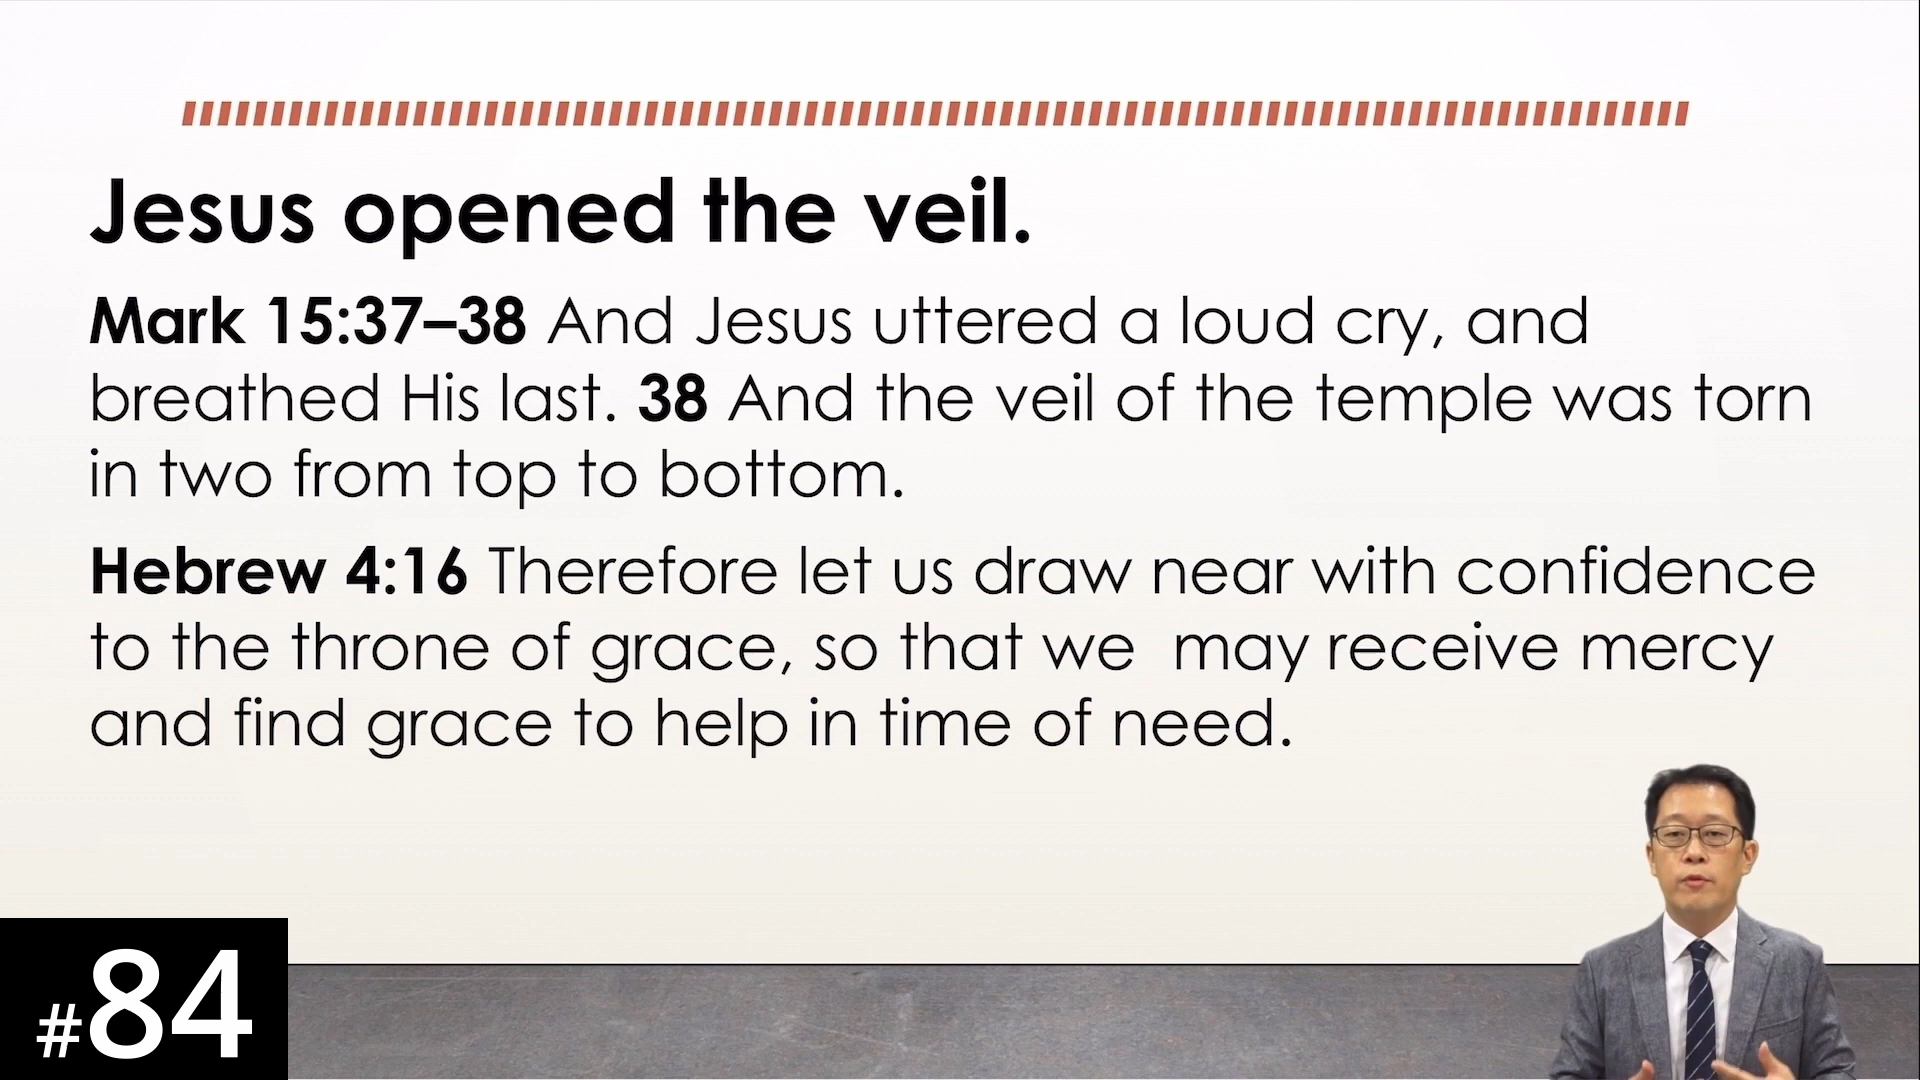 Jesus opened the veil.
Mark 15:37–38 And Jesus uttered a loud cry, and
breathed His last. 38 And the veil of the temple was torn
in two from top to bottom.
Hebrew 4:16 Therefore let us draw near with confidence
to the throne of grace, so that we  may receive mercy
and find grace to help in time of need.
#84